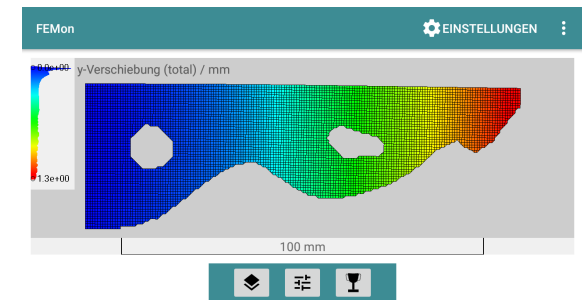 FEMon
EINSTELLUNGEN
y-Verschiebung (total) / mm
1.3e+00
100 mm